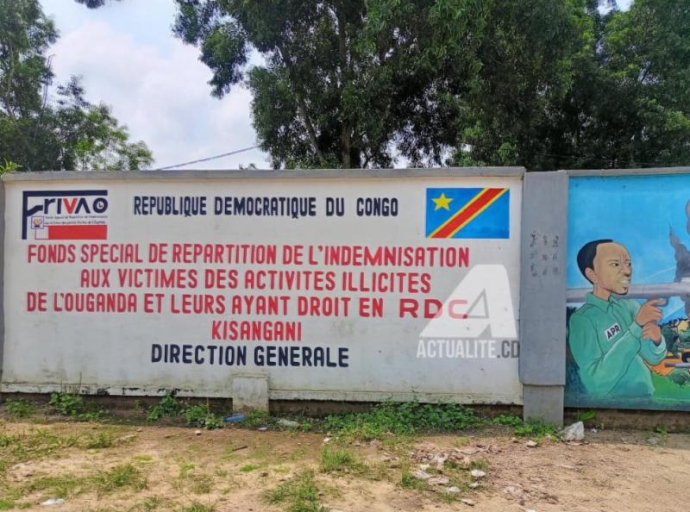 FRIVAO
REPUBLIQUE DEMOCRATIQUE DU CONGO
FONDS SPECIAL DE REPARTITION DE L'INDEMNISATION
AUX VICTIMES DES ACTIVITES ILLICITES
DE L'OUGANDA ET LEURS AYANT DROIT EN RDC
KISANGANI
DIRECTION GENERALE
ACTUALITE.CD
APR